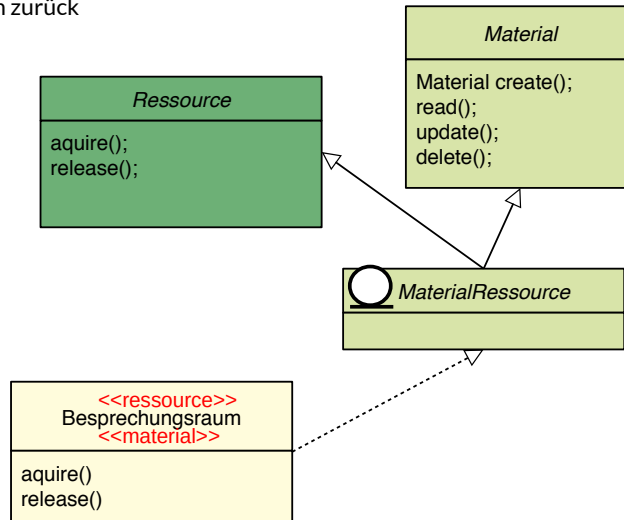 zurück
Material
Material create();
read();
update();
delete();
Ressource
aquire();
release();
MaterialRessource
<<ressource>>
Besprechungsraum
<<material>>
aquire()
release()